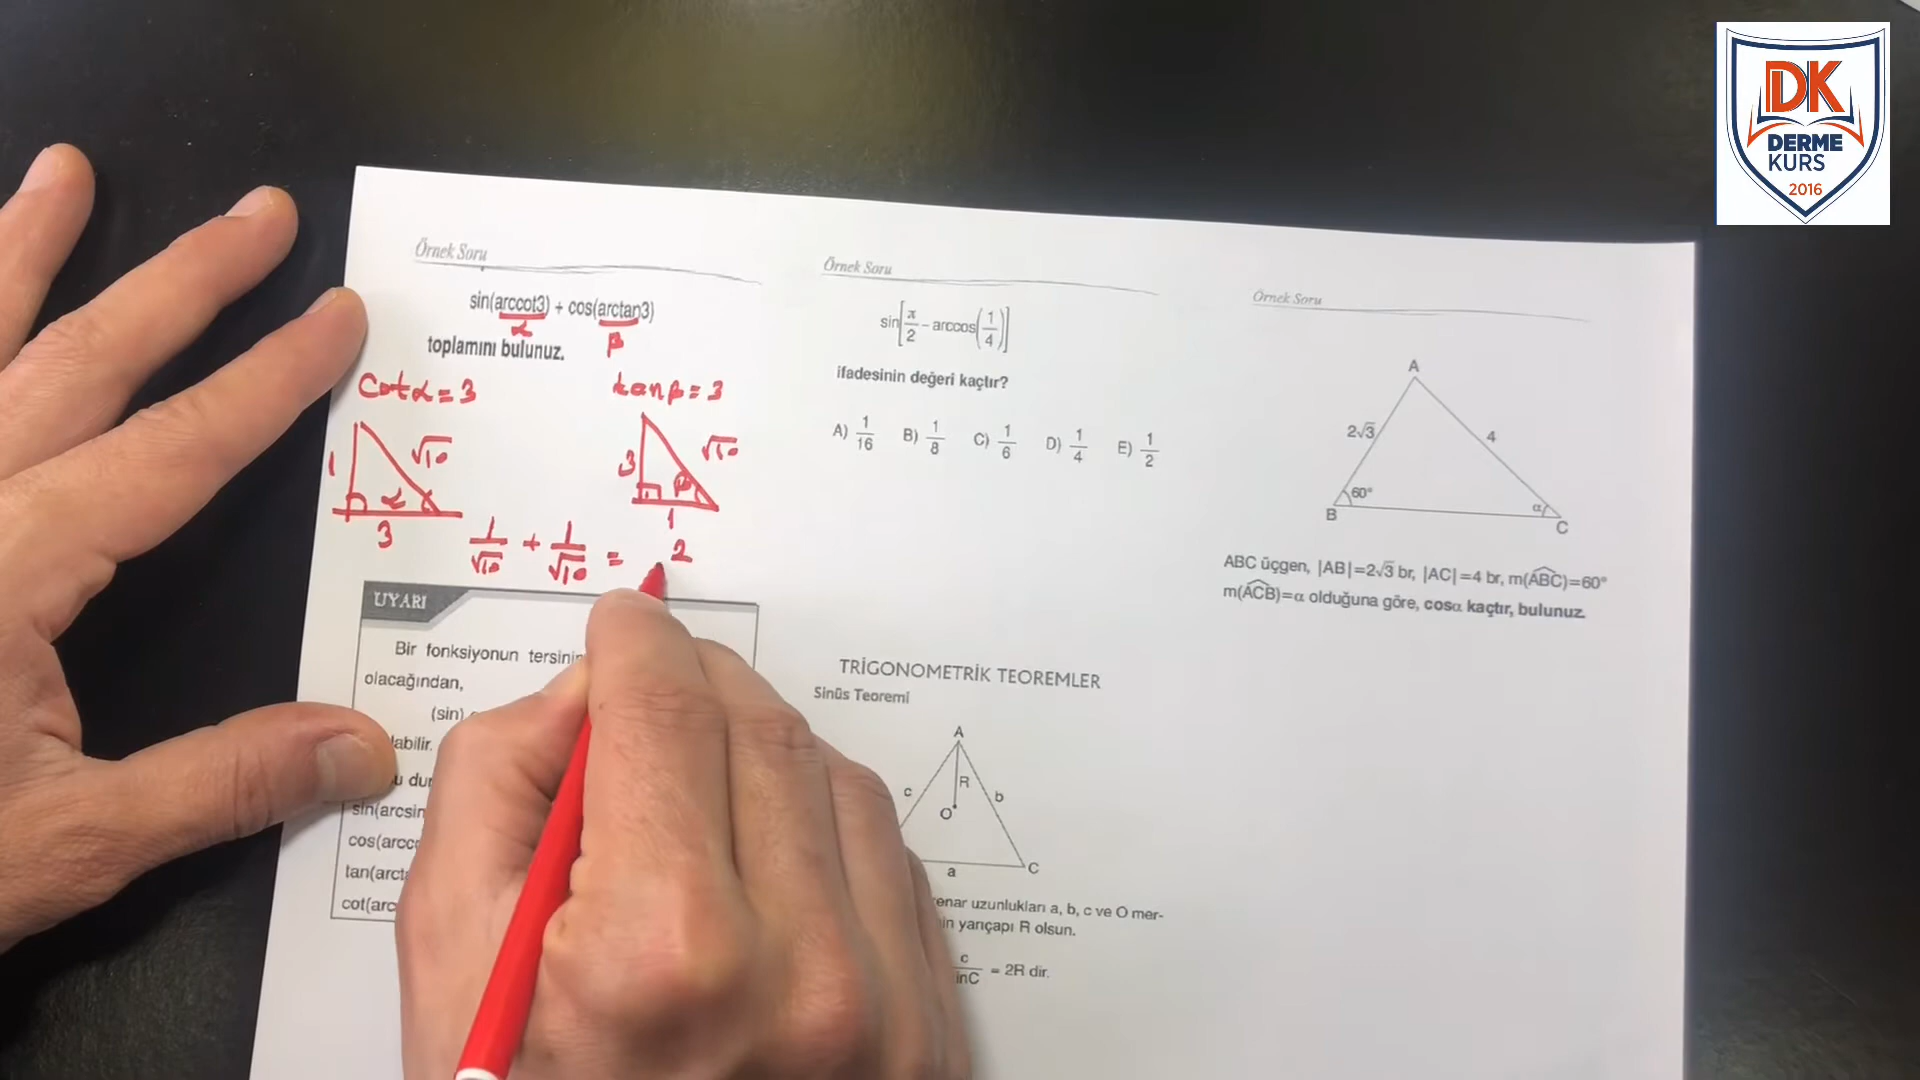 DK
DERME
KURS
2016
Örnek Soru
sin(arccot3) + cos(arctan3)
α
β
toplamını bulunuz.
cotα = 3
tanβ = 3
1
√10
α
3
3
√10
β
1
1/√10 + 1/√10 = 2
UYARI
Bir fonksiyonun tersinin
olacağından,
(sin)
labilir.
u dur
sin(arcsin
cos(arcco
tan(arcta
cot(arc
Örnek Soru
sin[π/2 − arccos(1/4)]
ifadesinin değeri kaçtır?
A) 1/16 B) 1/8 C) 1/6 D) 1/4 E) 1/2
TRİGONOMETRİK TEOREMLER
Sinüs Teoremi
A
R
c
b
O
C
a
enar uzunlukları a, b, c ve O mer-
in yarıçapı R olsun.
c/inC = 2R dir.
Örnek Soru
A
2√3
4
60°
α
B
C
ABC üçgen, |AB|=2√3 br, |AC|=4 br, m(ABC)=60°
m(ACB)=α olduğuna göre, cosα kaçtır, bulunuz.